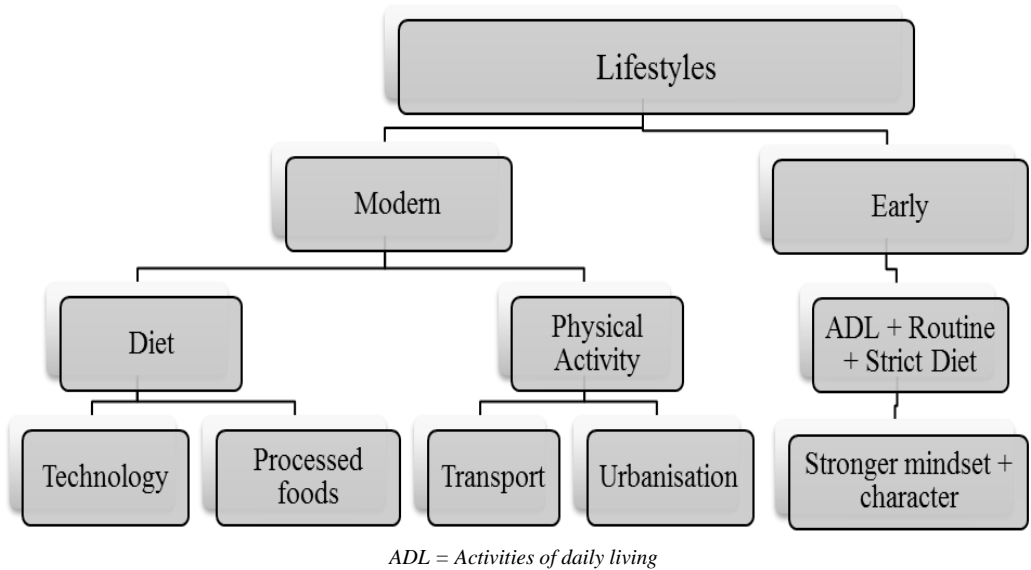 Lifestyles
Modern
Early
Diet
Physical
Activity
ADL + Routine
+ Strict Diet
Technology
Processed
foods
Transport
Urbanisation
Stronger mindset +
character
ADL = Activities of daily living